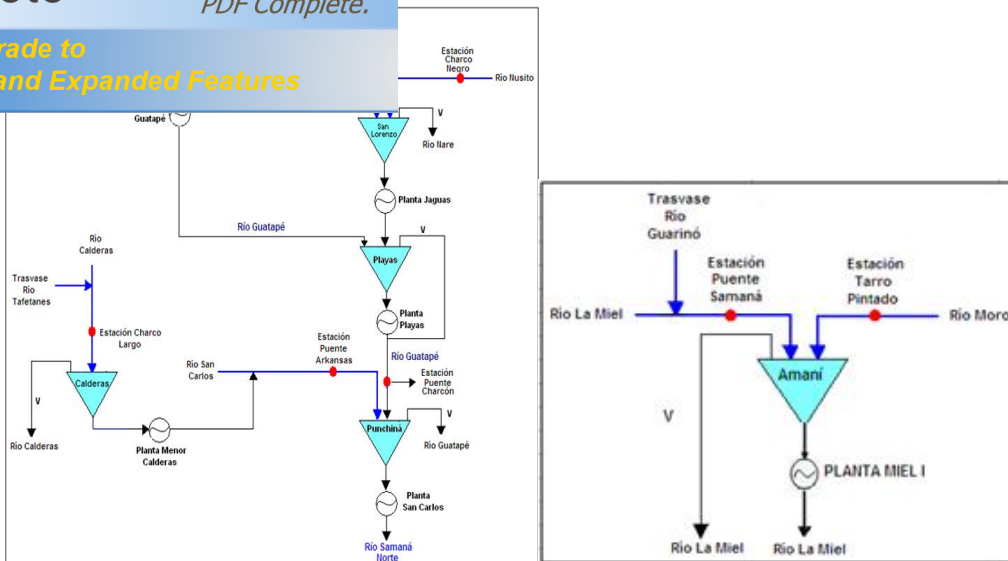 PDF Complete.
rade to
and Expanded Features
Estación
Charco
Negro
Río Nusito
Guatapé
San
Lorenzo
V
Río Nare
Planta Jaguas
Río Guatapé
V
Playas
Planta
Playas
Río
Calderas
Trasvase
Río
Tafetanes
Estación Charco
Largo
Calderas
V
Río Calderas
Planta Menor
Calderas
Río San
Carlos
Estación
Puente
Arkansas
Río Guatapé
Estación
Puente
Charcón
Punchiná
V
Río Guatapé
Planta
San Carlos
Río Samaná
Norte
Trasvase
Río
Guarinó
Estación
Puente
Samaná
Estación
Tarro
Pintado
Río La Miel
Río Moro
Amaní
V
PLANTA MIEL I
Río La Miel
Río La Miel